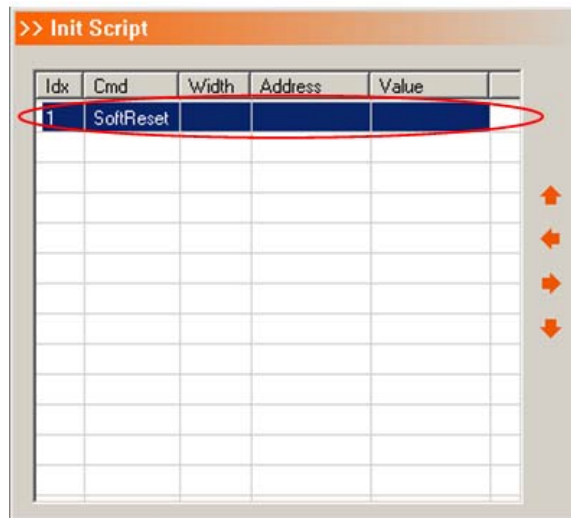 >> Init Script
Idx Cmd Width Address Value
1 SoftReset